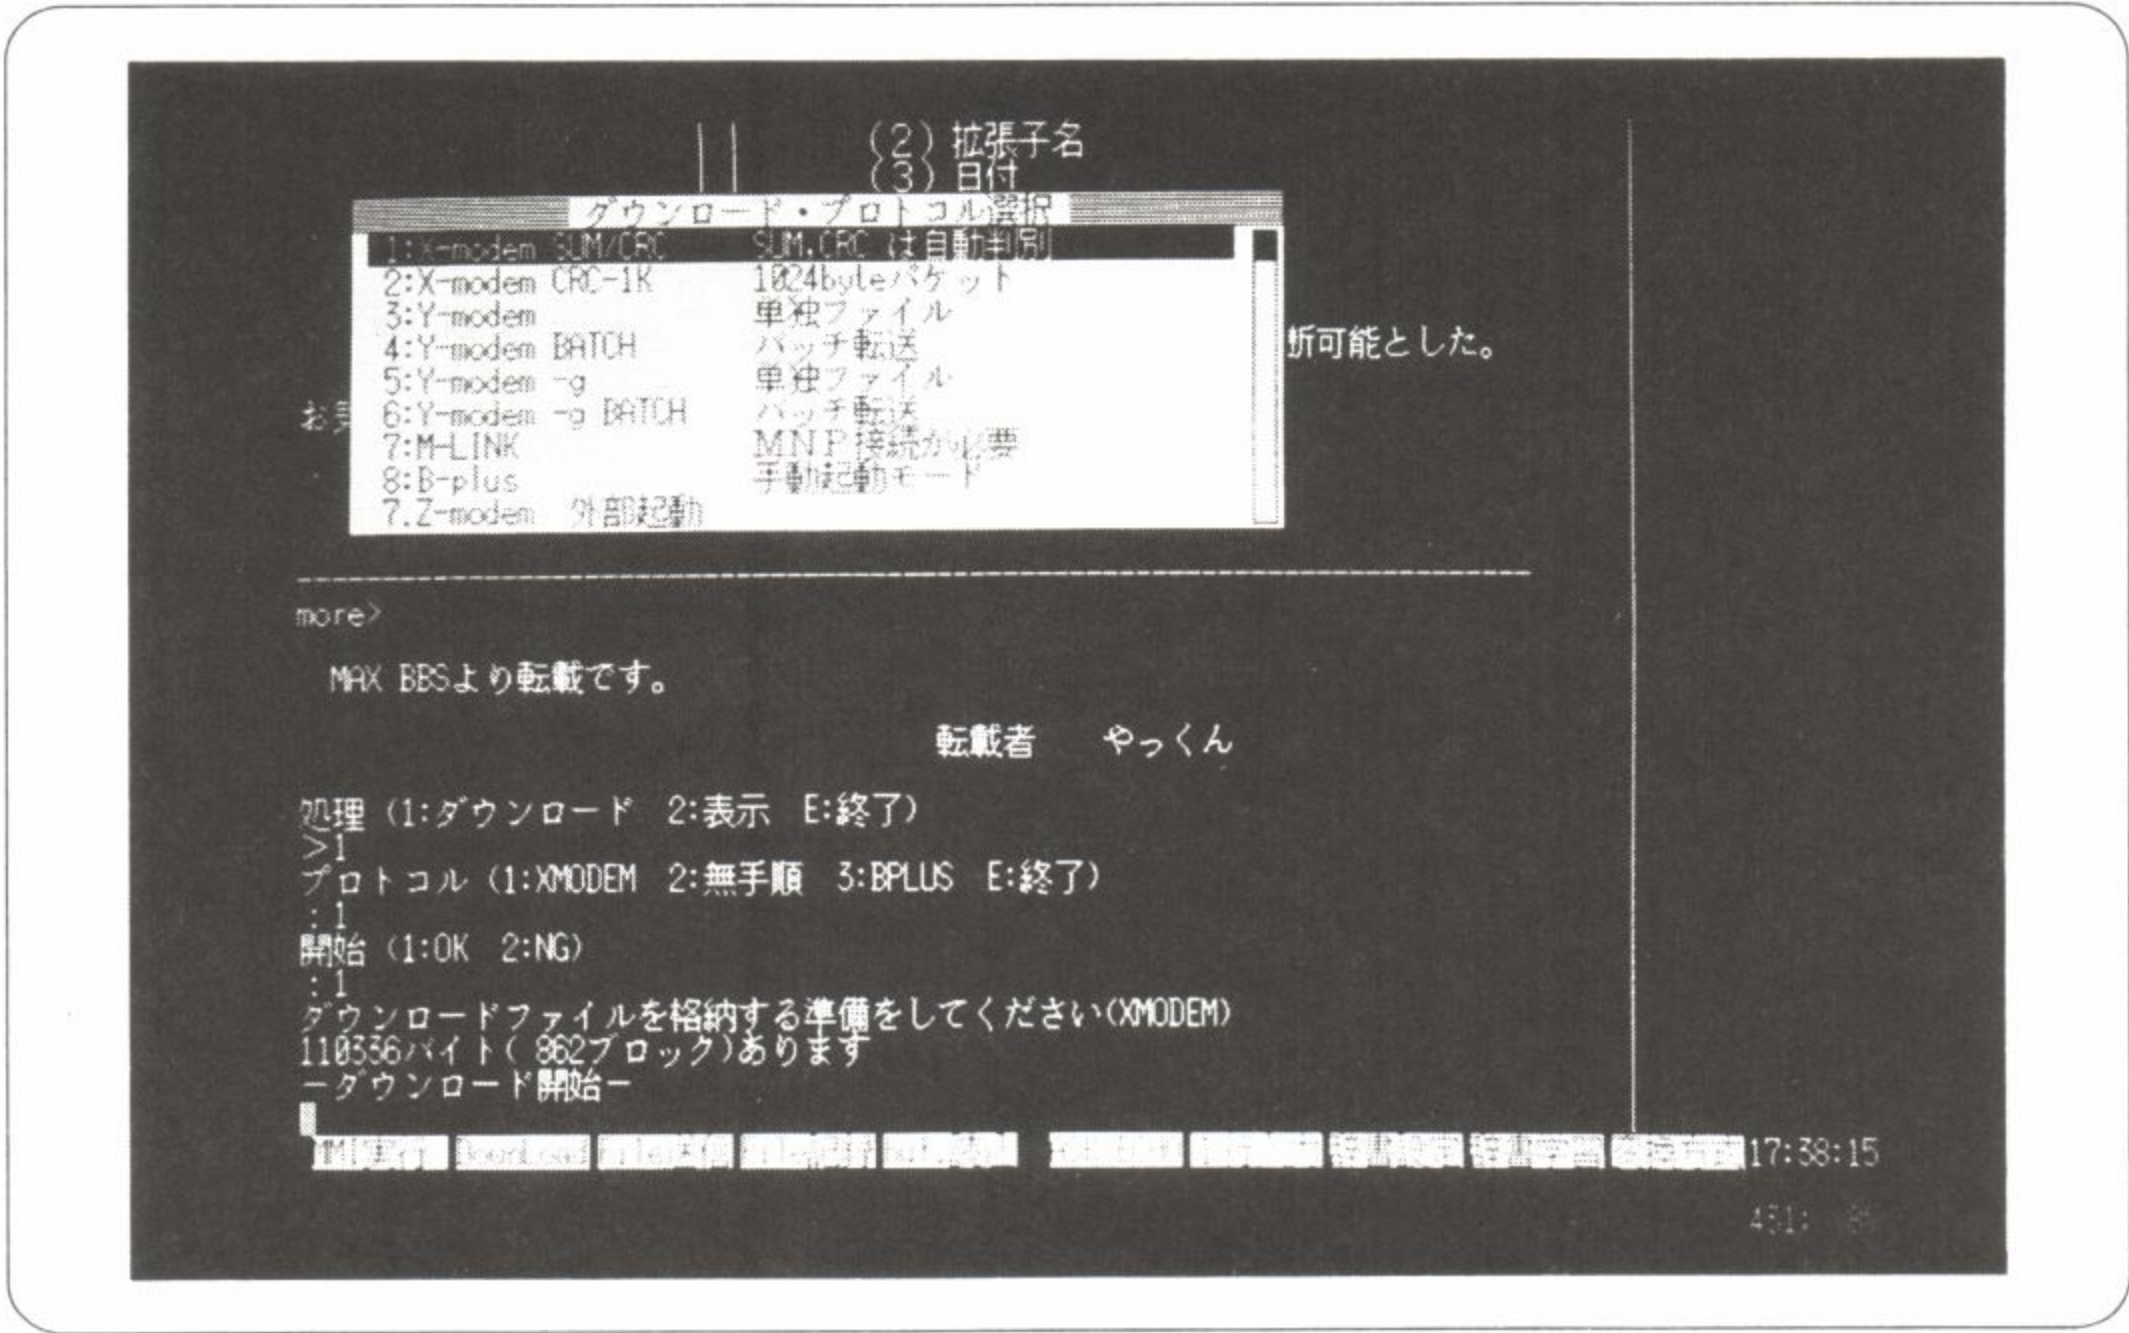 (2) 拡張子名
(3) 日付
ダウンロード・プロトコル選択
1:X-modem SUM/CRC SUM.CRC は自動判別
2:X-modem CRC-1K 1024byteパケット
3:Y-modem 単独ファイル
4:Y-modem BATCH バッチ転送
5:Y-modem -g 単独ファイル
6:Y-modem -g BATCH バッチ転送
7:M-LINK MNP接続が必要
8:B-plus 手動起動モード
7.Z-modem 外部起動
断可能とした。
お
more>
MAX BBSより転載です。
転載者 やっくん
処理 (1:ダウンロード 2:表示 E:終了)
>1
プロトコル (1:XMODEM 2:無手順 3:BPLUS E:終了)
:1
開始 (1:OK 2:NG)
:1
ダウンロードファイルを格納する準備をしてください(XMODEM)
110336バイト( 862ブロック)あります
ーダウンロード開始ー
DownLoad 17:38:15